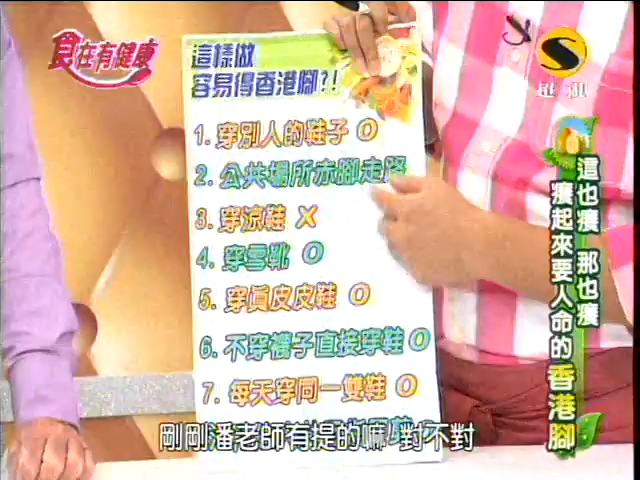 食在有健康
這樣做
容易得香港腳?!
1. 穿別人的鞋子 O
2. 公共場所赤腳走路
3. 穿涼鞋 X
4. 穿雪靴 O
5. 穿真皮皮鞋 O
6. 不穿襪子直接穿鞋 O
7. 每天穿同一雙鞋 O
S
這也癢 那也癢
癢起來要人命的香港腳
剛剛潘老師有提的嘛 對不對